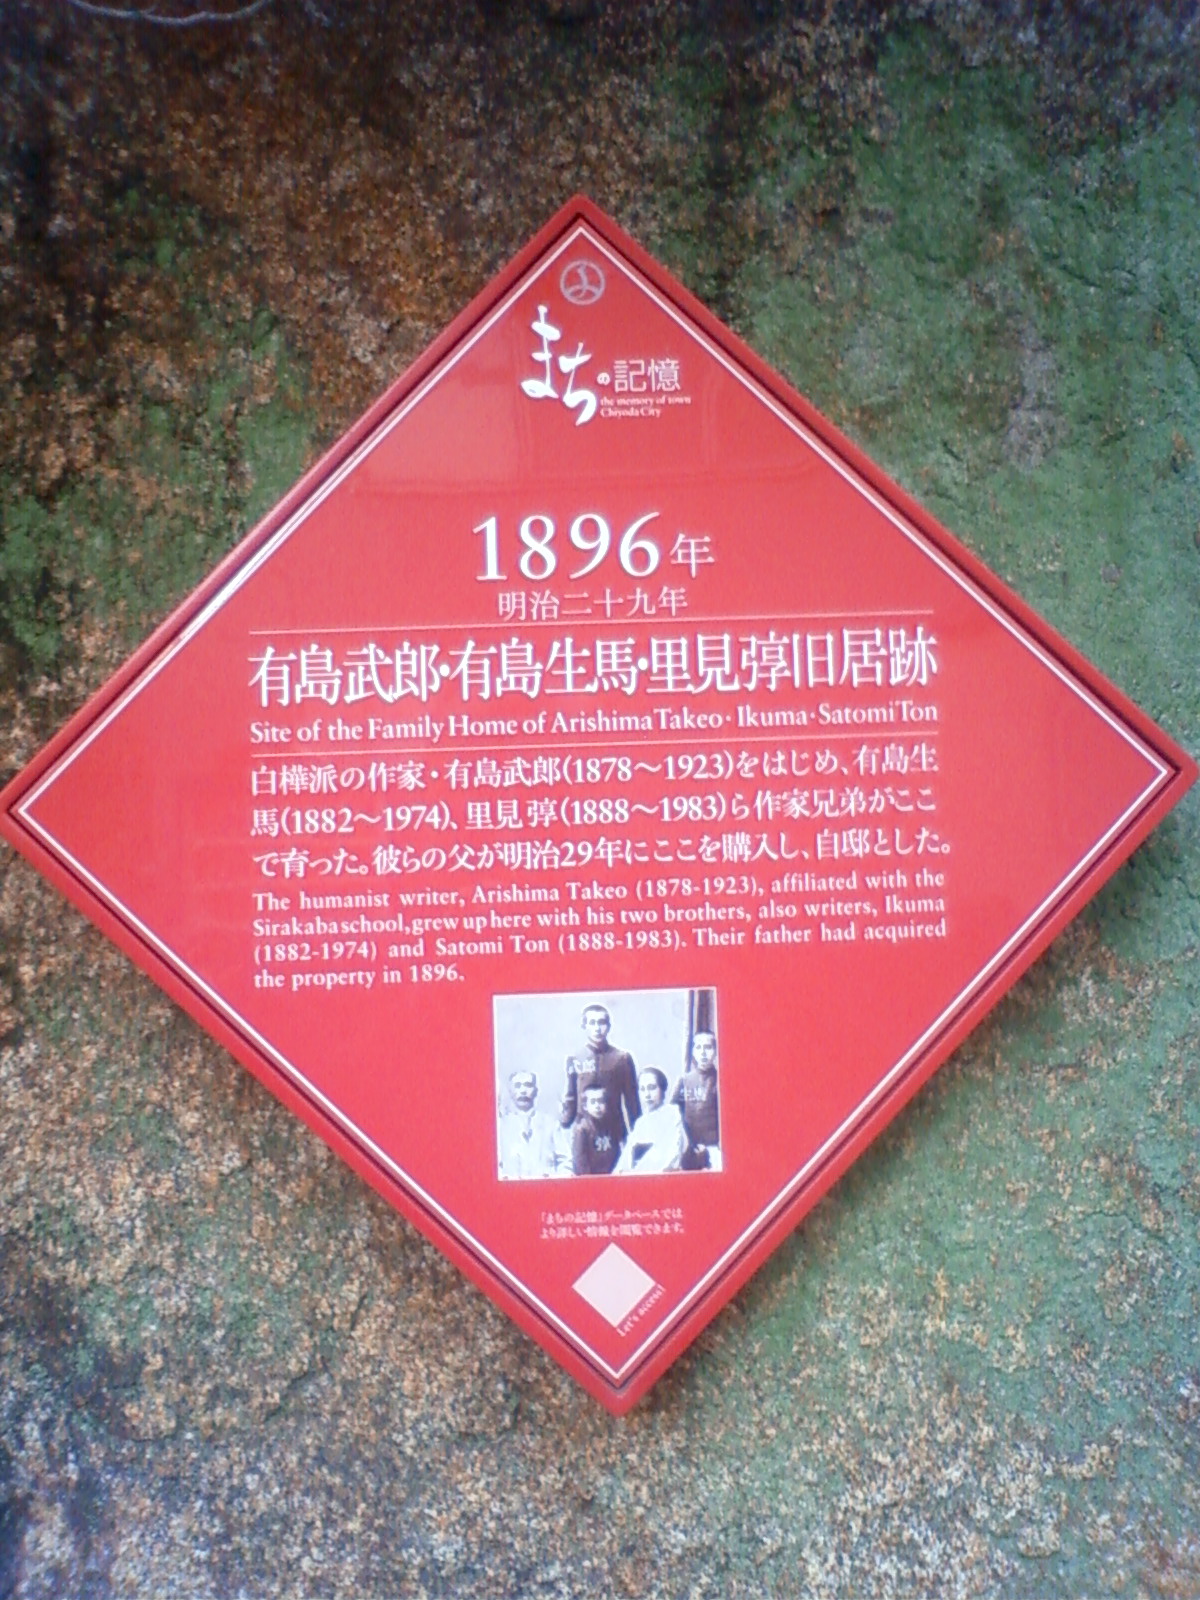 まちの記憶
the memory of town
Chiyoda City
1896年
明治二十九年
有島武郎・有島生馬・里見弴旧居跡
Site of the Family Home of Arishima Takeo・Ikuma・Satomi Ton
白樺派の作家・有島武郎(1878〜1923)をはじめ、有島生
馬(1882〜1974)、里見弴(1888〜1983)ら作家兄弟がここ
で育った。彼らの父が明治29年にここを購入し、自邸とした。
The humanist writer, Arishima Takeo (1878-1923), affiliated with the
Sirakaba school, grew up here with his two brothers, also writers, Ikuma
(1882-1974) and Satomi Ton (1888-1983). Their father had acquired
the property in 1896.
武郎
生馬
弴
「まちの記憶」データベースでは
より詳しい情報を閲覧できます。
Let's access!